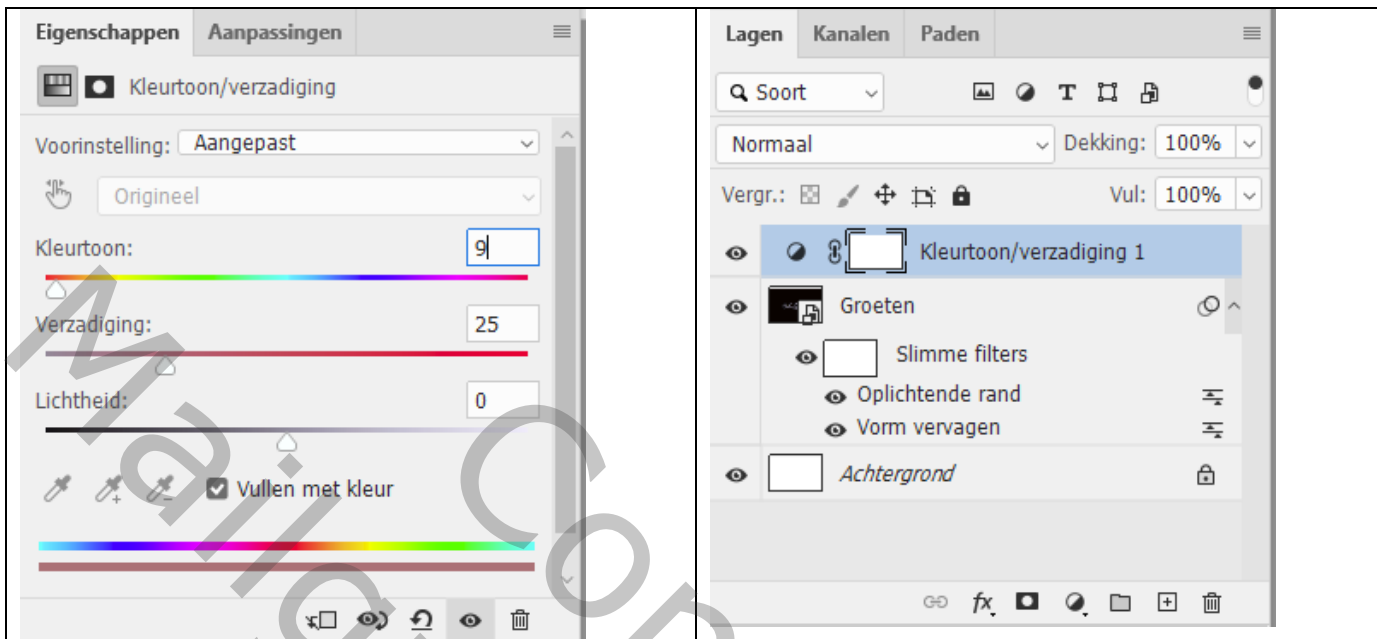 Eigenschappen Aanpassingen
Kleurtoon/verzadiging
Voorinstelling: Aangepast
Origineel
Kleurtoon: 9
Verzadiging: 25
Lichtheid: 0
Vullen met kleur
Lagen Kanalen Paden
Soort T
Normaal Dekking: 100%
Vergr.: Vul: 100%
Kleurtoon/verzadiging 1
Groeten
Slimme filters
Oplichtende rand
Vorm vervagen
Achtergrond
fx